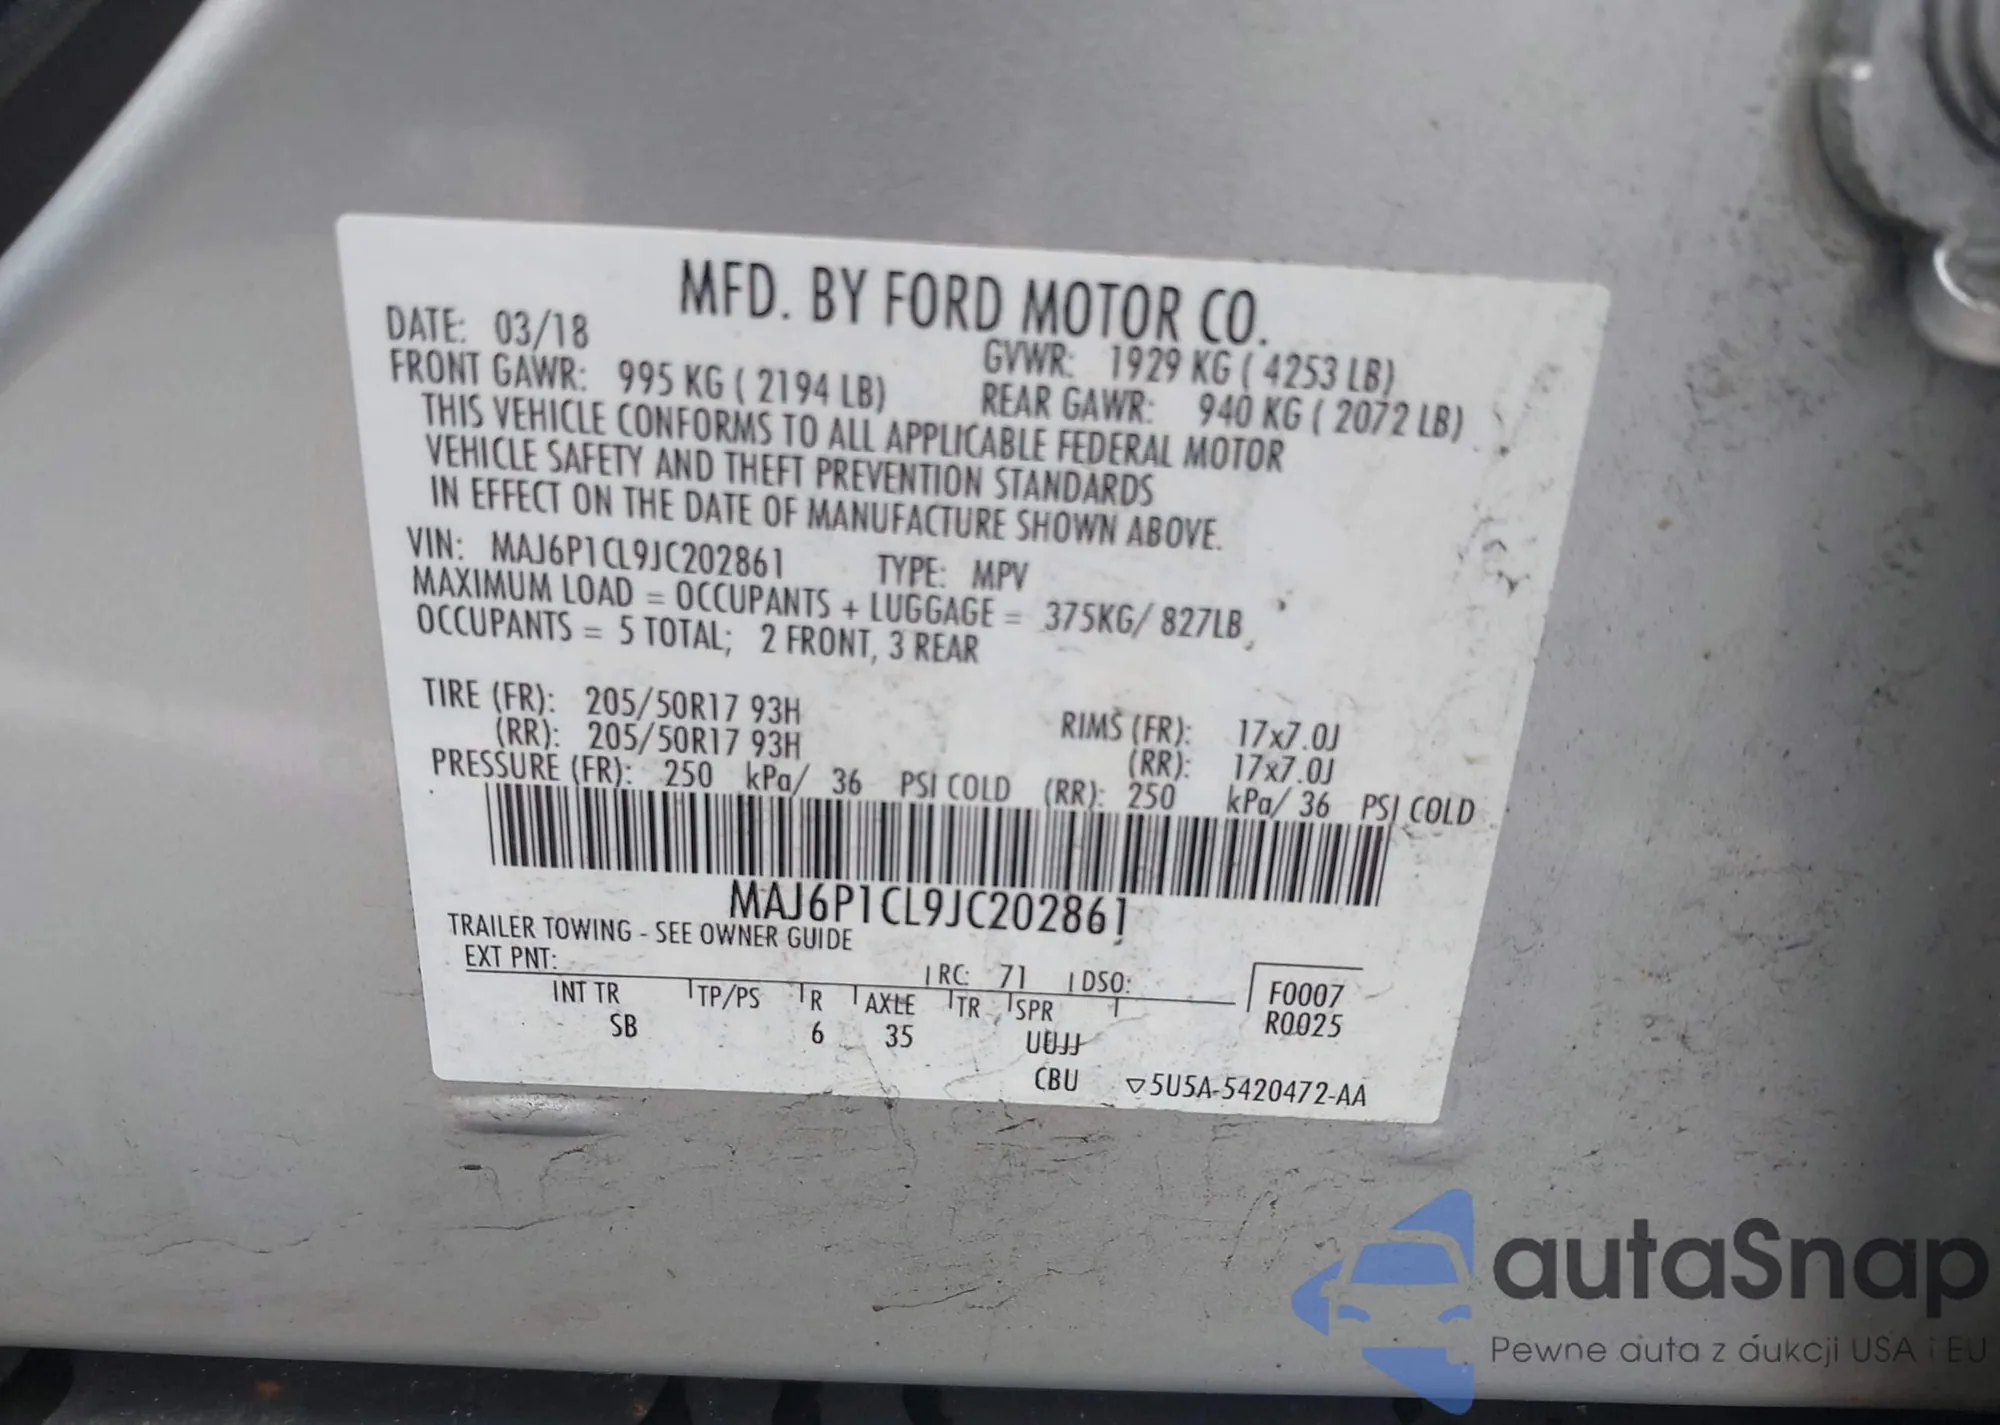 MFD. BY FORD MOTOR CO.
DATE: 03/18 GVWR: 1929 KG ( 4253 LB)
FRONT GAWR: 995 KG ( 2194 LB) REAR GAWR: 940 KG ( 2072 LB)
THIS VEHICLE CONFORMS TO ALL APPLICABLE FEDERAL MOTOR
VEHICLE SAFETY AND THEFT PREVENTION STANDARDS
IN EFFECT ON THE DATE OF MANUFACTURE SHOWN ABOVE.
VIN: MAJ6P1CL9JC202861 TYPE: MPV
MAXIMUM LOAD = OCCUPANTS + LUGGAGE = 375KG/ 827LB
OCCUPANTS = 5 TOTAL; 2 FRONT, 3 REAR
TIRE (FR): 205/50R17 93H RIMS (FR): 17x7.0J
(RR): 205/50R17 93H (RR): 17x7.0J
PRESSURE (FR): 250 kPa/ 36 PSI COLD (RR): 250 kPa/ 36 PSI COLD
MAJ6P1CL9JC202861
TRAILER TOWING - SEE OWNER GUIDE
EXT PNT: RC: 71 DSO:
INT TR TP/PS R AXLE TR SPR F0007
SB 6 35 UUJJ R0025
CBU ▽5U5A-5420472-AA
autaSnap
Pewne auta z aukcji USA i EU